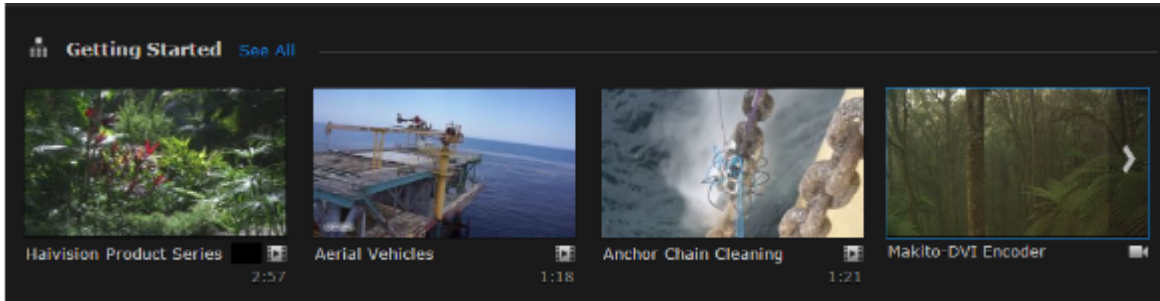 Getting Started See All
Haivision Product Series
2:57
Aerial Vehicles
1:18
Anchor Chain Cleaning
1:21
Makito-DVI Encoder